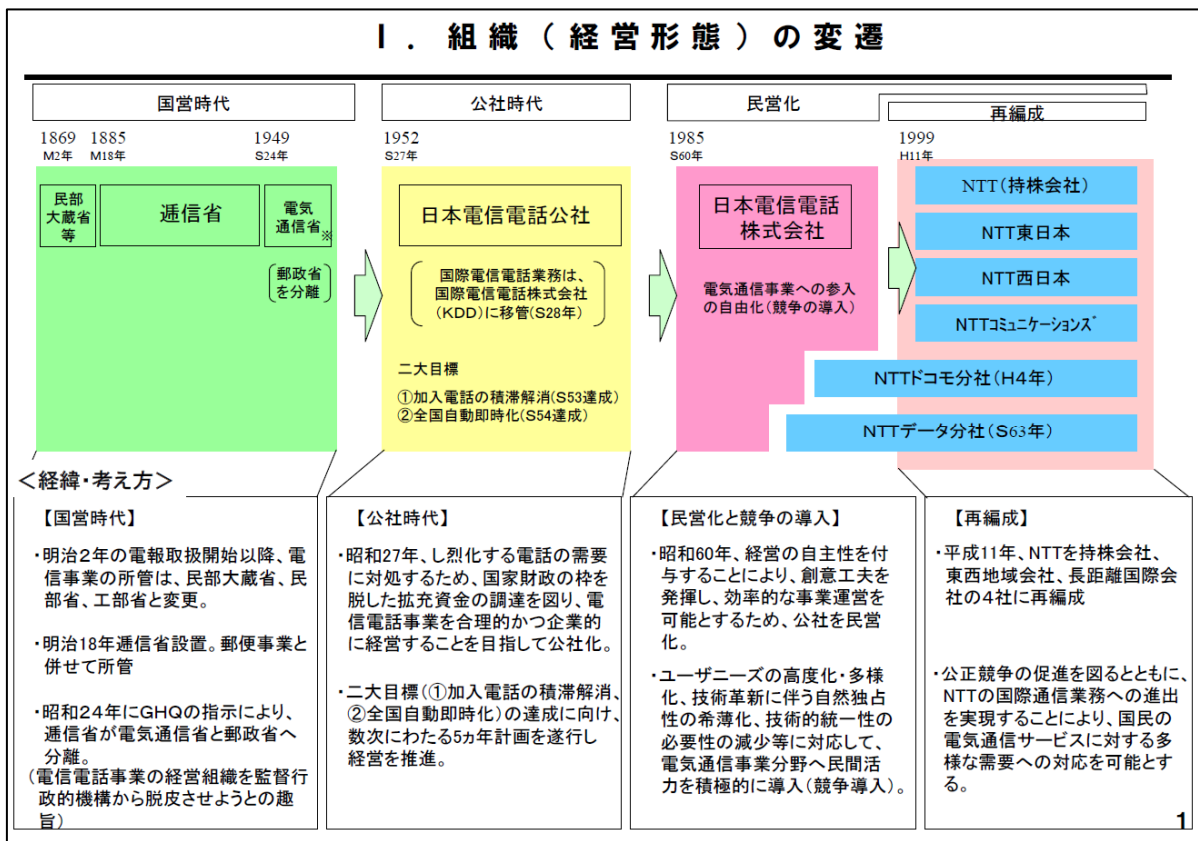 Ⅰ．組織（経営形態）の変遷
国営時代
公社時代
民営化
再編成
1869
M2年
1885
M18年
1949
S24年
1952
S27年
1985
S60年
1999
H11年
民部
大蔵省
等
逓信省
電気
通信省※
郵政省
を分離
日本電信電話公社
国際電信電話業務は、
国際電信電話株式会社
(KDD)に移管(S28年)
二大目標
①加入電話の積滞解消(S53達成)
②全国自動即時化(S54達成)
日本電信電話
株式会社
電気通信事業への参入
の自由化(競争の導入)
NTT(持株会社)
NTT東日本
NTT西日本
NTTｺﾐｭﾆケーションズ
NTTドコモ分社(H4年)
NTTデータ分社(S63年)
＜経緯・考え方＞
【国営時代】
・明治２年の電報取扱開始以降、電
信事業の所管は、民部大蔵省、民
部省、工部省と変更。
・明治18年逓信省設置。郵便事業と
併せて所管
・昭和２４年にGHQの指示により、
逓信省が電気通信省と郵政省へ
分離。
(電信電話事業の経営組織を監督行
政的機構から脱皮させようとの趣
旨)
【公社時代】
・昭和27年、し烈化する電話の需要
に対処するため、国家財政の枠を
脱した拡充資金の調達を図り、電
信電話事業を合理的かつ企業的
に経営することを目指して公社化。
・二大目標(①加入電話の積滞解消、
②全国自動即時化)の達成に向け、
数次にわたる5ヵ年計画を遂行し
経営を推進。
【民営化と競争の導入】
・昭和60年、経営の自主性を付
与することにより、創意工夫を
発揮し、効率的な事業運営を
可能とするため、公社を民営
化。
・ユーザニーズの高度化・多様
化、技術革新に伴う自然独占
性の希薄化、技術的統一性の
必要性の減少等に対応して、
電気通信事業分野へ民間活
力を積極的に導入(競争導入)。
【再編成】
・平成11年、NTTを持株会社、
東西地域会社、長距離国際会
社の４社に再編成
・公正競争の促進を図るとともに、
NTTの国際通信業務への進出
を実現することにより、国民の
電気通信サービスに対する多
様な需要への対応を可能とす
る。
1